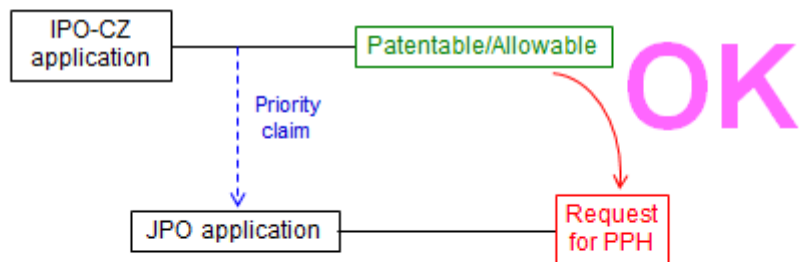 IPO-CZ
application
Patentable/Allowable
OK
Priority
claim
JPO application
Request
for PPH